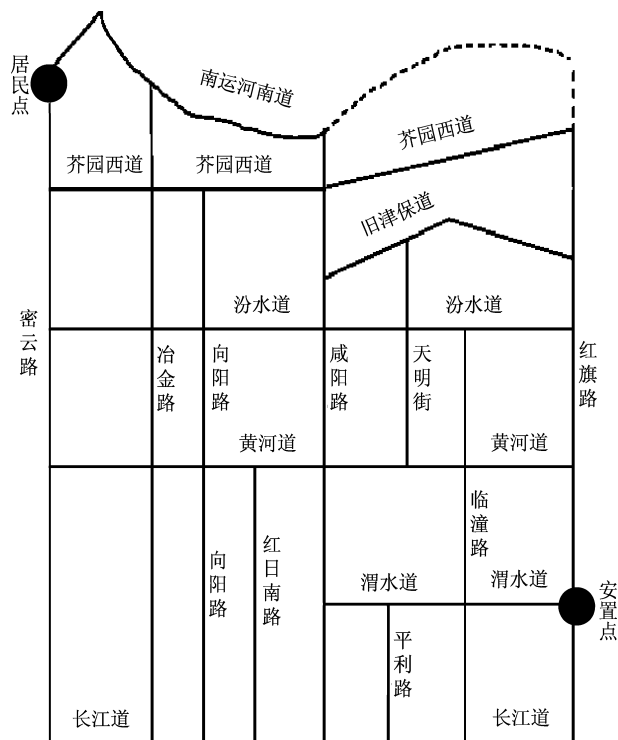 居民点
南运河南道
芥园西道
芥园西道
芥园西道
旧津保道
汾水道
汾水道
密云路
冶金路
向阳路
咸阳路
天明街
红旗路
黄河道
黄河道
临潼路
向阳路
红日南路
渭水道
渭水道
安置点
平利路
长江道
长江道